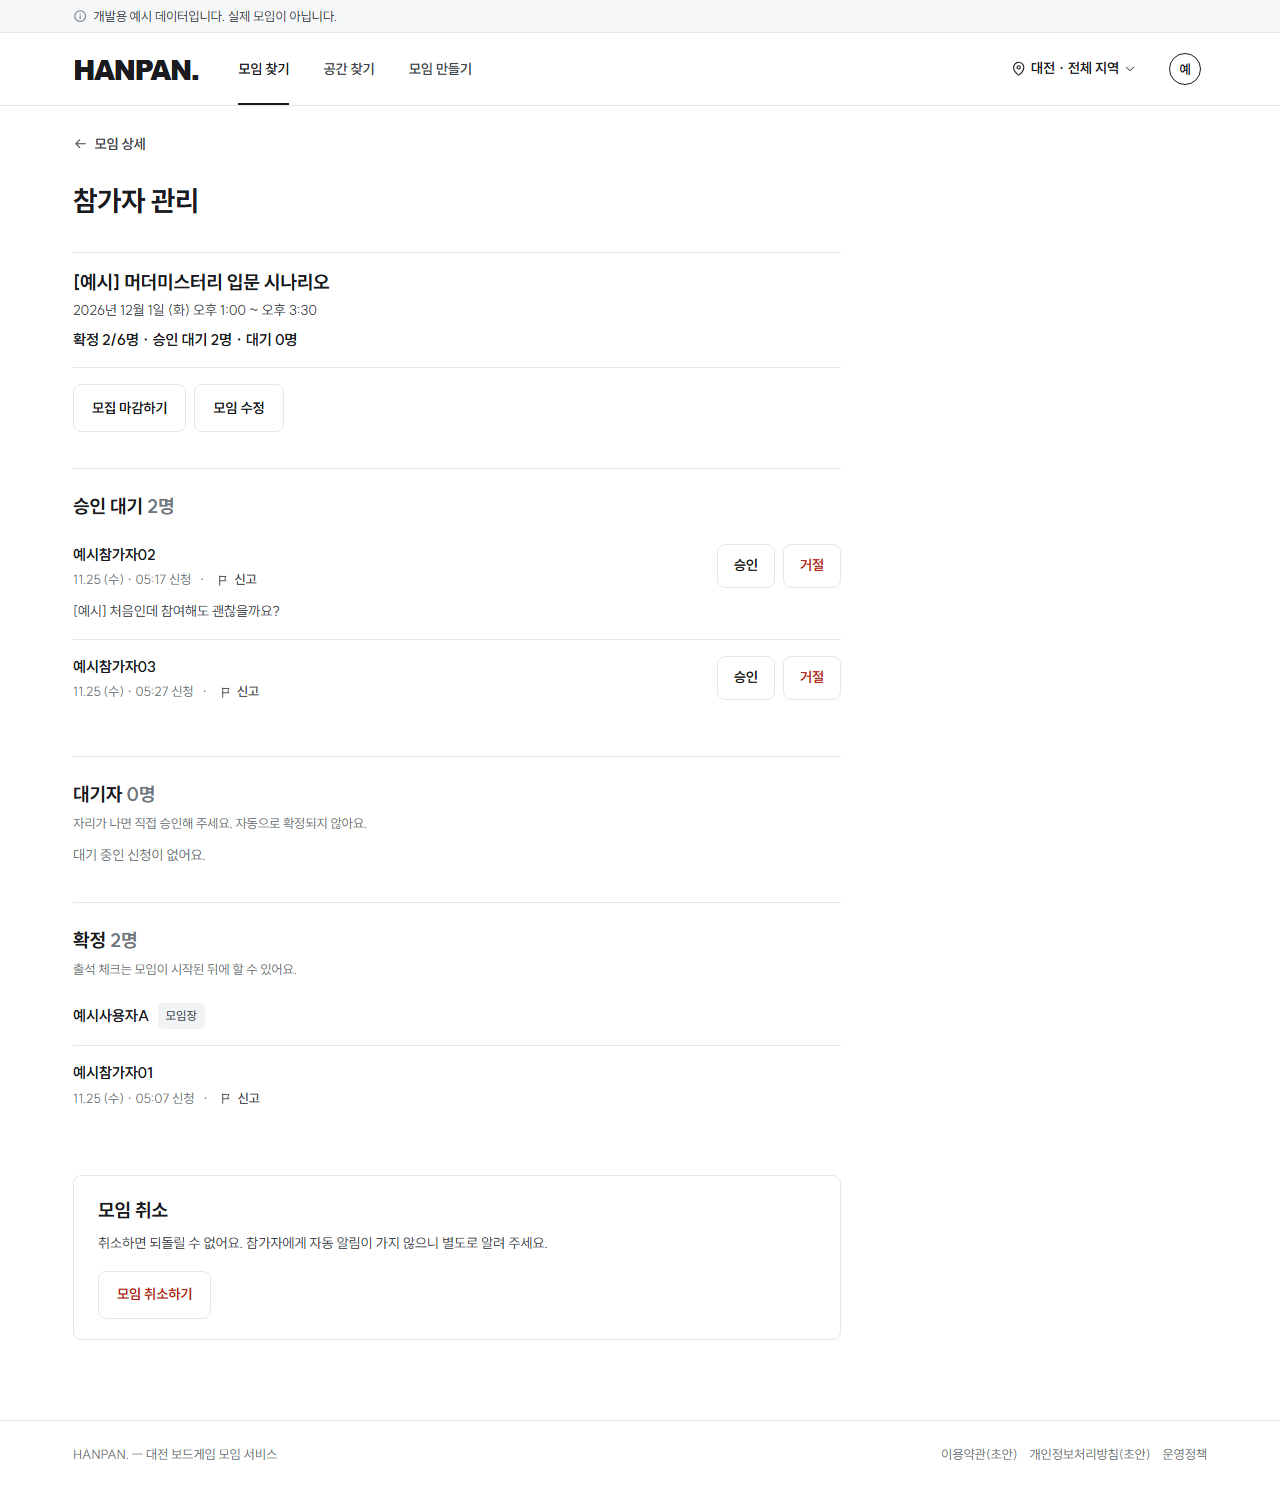 개발용 예시 데이터입니다. 실제 모임이 아닙니다.
HANPAN. 모임 찾기 공간 찾기 모임 만들기 대전 · 전체 지역 예
모임 상세
참가자 관리
[예시] 머더미스터리 입문 시나리오
2026년 12월 1일 (화) 오후 1:00 ~ 오후 3:30
확정 2/6명 · 승인 대기 2명 · 대기 0명
모집 마감하기 모임 수정
승인 대기 2명
예시참가자02
11.25 (수) · 05:17 신청 · 신고
승인 거절
[예시] 처음인데 참여해도 괜찮을까요?
예시참가자03
11.25 (수) · 05:27 신청 · 신고
승인 거절
대기자 0명
자리가 나면 직접 승인해 주세요. 자동으로 확정되지 않아요.
대기 중인 신청이 없어요.
확정 2명
출석 체크는 모임이 시작된 뒤에 할 수 있어요.
예시사용자A 모임장
예시참가자01
11.25 (수) · 05:07 신청 · 신고
모임 취소
취소하면 되돌릴 수 없어요. 참가자에게 자동 알림이 가지 않으니 별도로 알려 주세요.
모임 취소하기
HANPAN. — 대전 보드게임 모임 서비스 이용약관(초안) 개인정보처리방침(초안) 운영정책